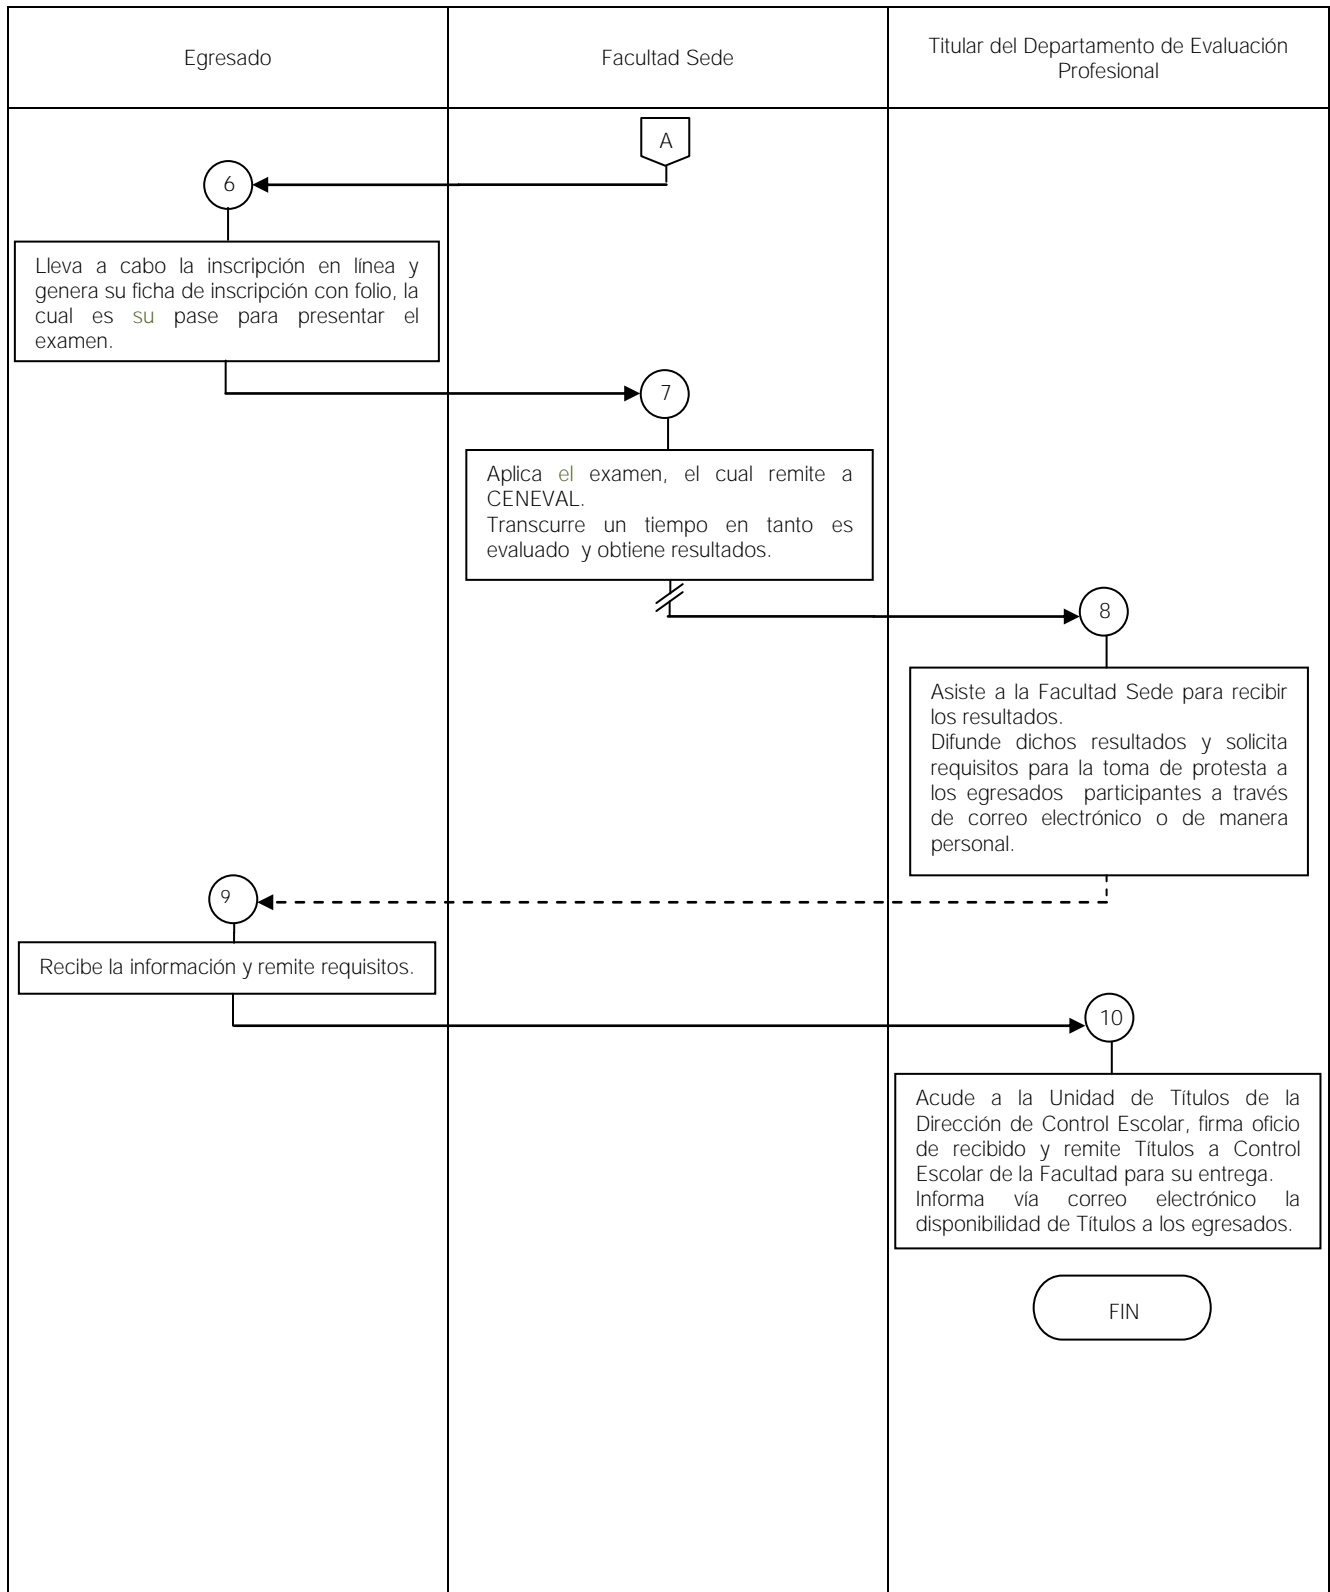 Egresado
Facultad Sede
Titular del Departamento de Evaluación
Profesional
A
6
Lleva a cabo la inscripción en línea y
genera su ficha de inscripción con folio, la
cual es su pase para presentar el
examen.
7
Aplica el examen, el cual remite a
CENEVAL.
Transcurre un tiempo en tanto es
evaluado y obtiene resultados.
8
Asiste a la Facultad Sede para recibir
los resultados.
Difunde dichos resultados y solicita
requisitos para la toma de protesta a
los egresados participantes a través
de correo electrónico o de manera
personal.
9
Recibe la información y remite requisitos.
10
Acude a la Unidad de Títulos de la
Dirección de Control Escolar, firma oficio
de recibido y remite Títulos a Control
Escolar de la Facultad para su entrega.
Informa vía correo electrónico la
disponibilidad de Títulos a los egresados.
FIN